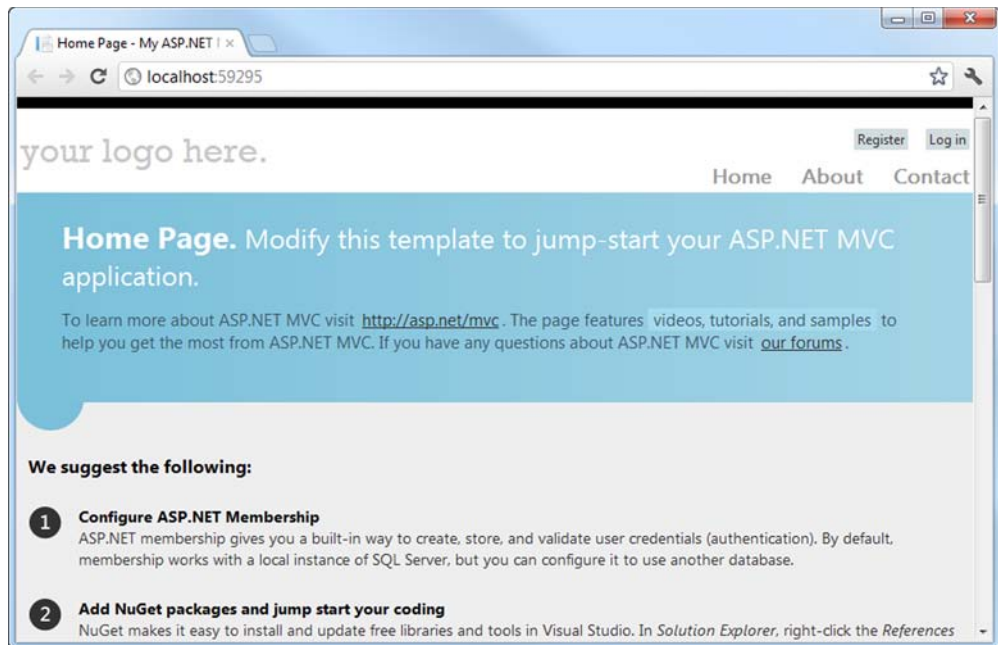 Home Page - My ASP.NET
localhost:59295
your logo here.
Register Log in
Home About Contact
Home Page. Modify this template to jump-start your ASP.NET MVC
application.
To learn more about ASP.NET MVC visit http://asp.net/mvc . The page features videos, tutorials, and samples to
help you get the most from ASP.NET MVC. If you have any questions about ASP.NET MVC visit our forums .
We suggest the following:
1 Configure ASP.NET Membership
ASP.NET membership gives you a built-in way to create, store, and validate user credentials (authentication). By default,
membership works with a local instance of SQL Server, but you can configure it to use another database.
2 Add NuGet packages and jump start your coding
NuGet makes it easy to install and update free libraries and tools in Visual Studio. In Solution Explorer, right-click the References